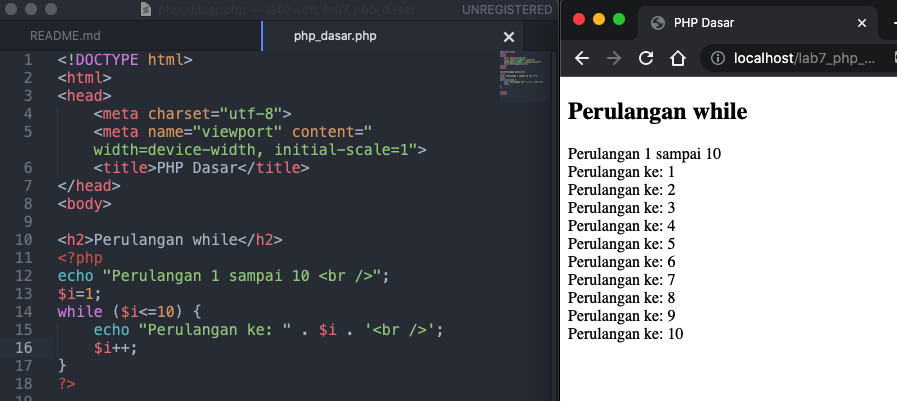 php_dasar.php — lab7web, lab7_php_dasar
UNREGISTERED
README.md
php_dasar.php
1 <!DOCTYPE html>
2 <html>
3 <head>
4 <meta charset="utf-8">
5 <meta name="viewport" content="
width=device-width, initial-scale=1">
6 <title>PHP Dasar</title>
7 </head>
8 <body>
9
10 <h2>Perulangan while</h2>
11 <?php
12 echo "Perulangan 1 sampai 10 <br />";
13 $i=1;
14 while ($i<=10) {
15 echo "Perulangan ke: " . $i . '<br />';
16 $i++;
17 }
18 ?>
19
PHP Dasar
localhost/lab7_php_...
Perulangan while
Perulangan 1 sampai 10
Perulangan ke: 1
Perulangan ke: 2
Perulangan ke: 3
Perulangan ke: 4
Perulangan ke: 5
Perulangan ke: 6
Perulangan ke: 7
Perulangan ke: 8
Perulangan ke: 9
Perulangan ke: 10